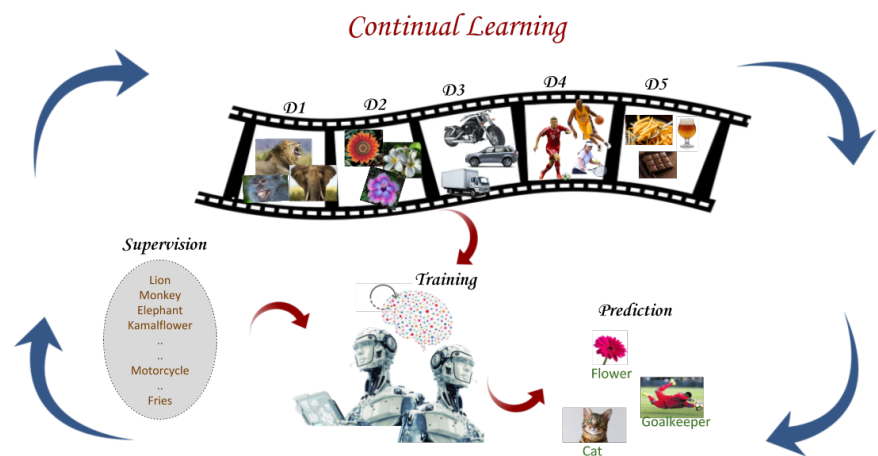 Continual Learning
D1
D2
D3
D4
D5
Supervision
Lion
Monkey
Elephant
Kamalflower
..
..
Motorcycle
..
Fries
Training
Prediction
Flower
Goalkeeper
Cat